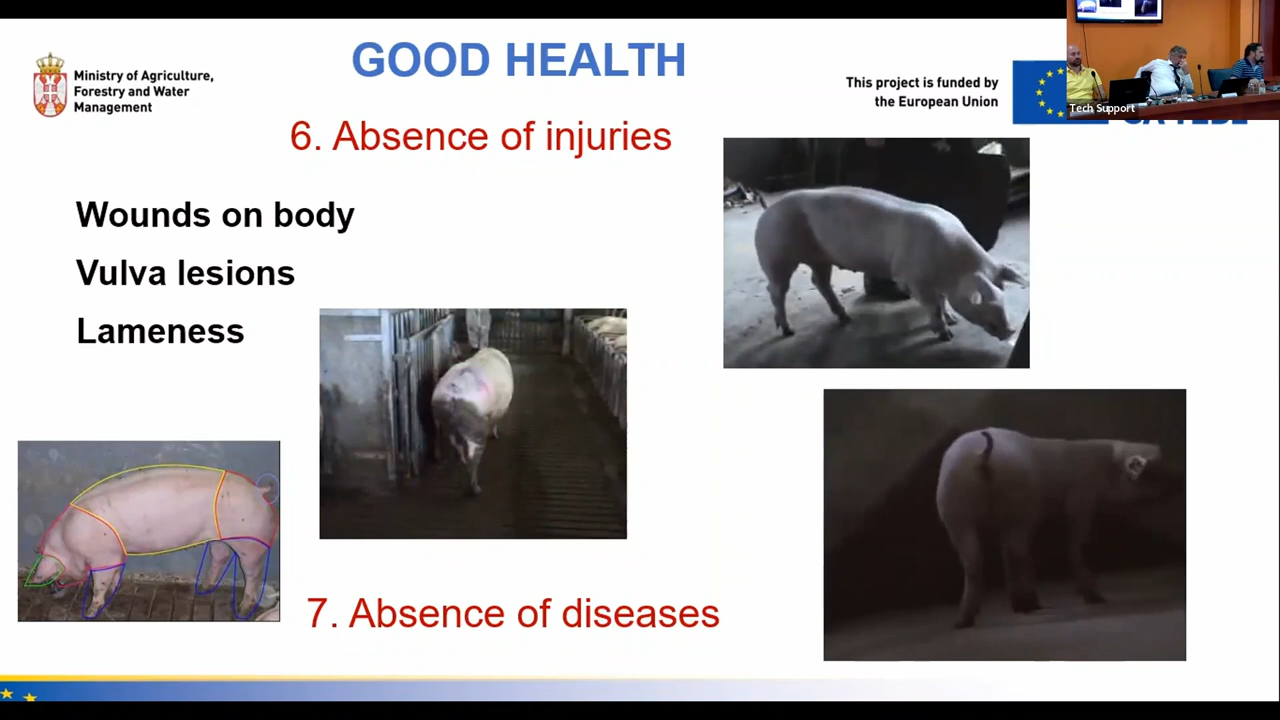 GOOD HEALTH
Ministry of Agriculture,
Forestry and Water
Management
This project is funded by
the European Union
Tech Support
6. Absence of injuries
Wounds on body
Vulva lesions
Lameness
7. Absence of diseases